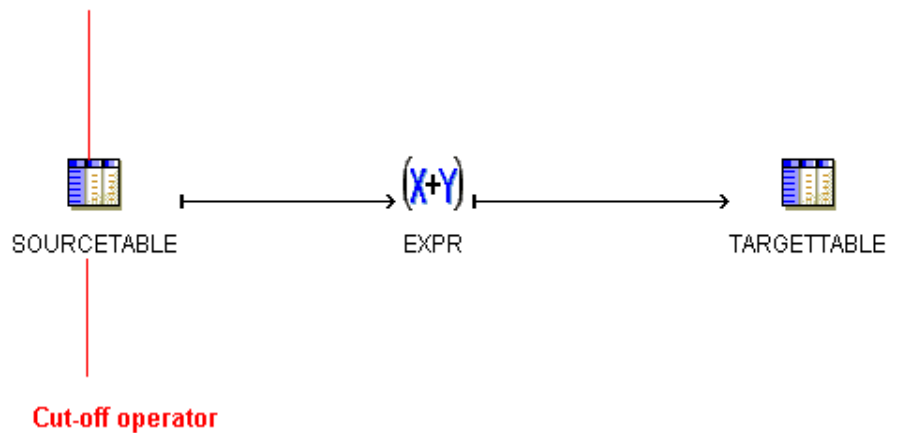 (X+Y)
SOURCETABLE
EXPR
TARGETTABLE
Cut-off operator